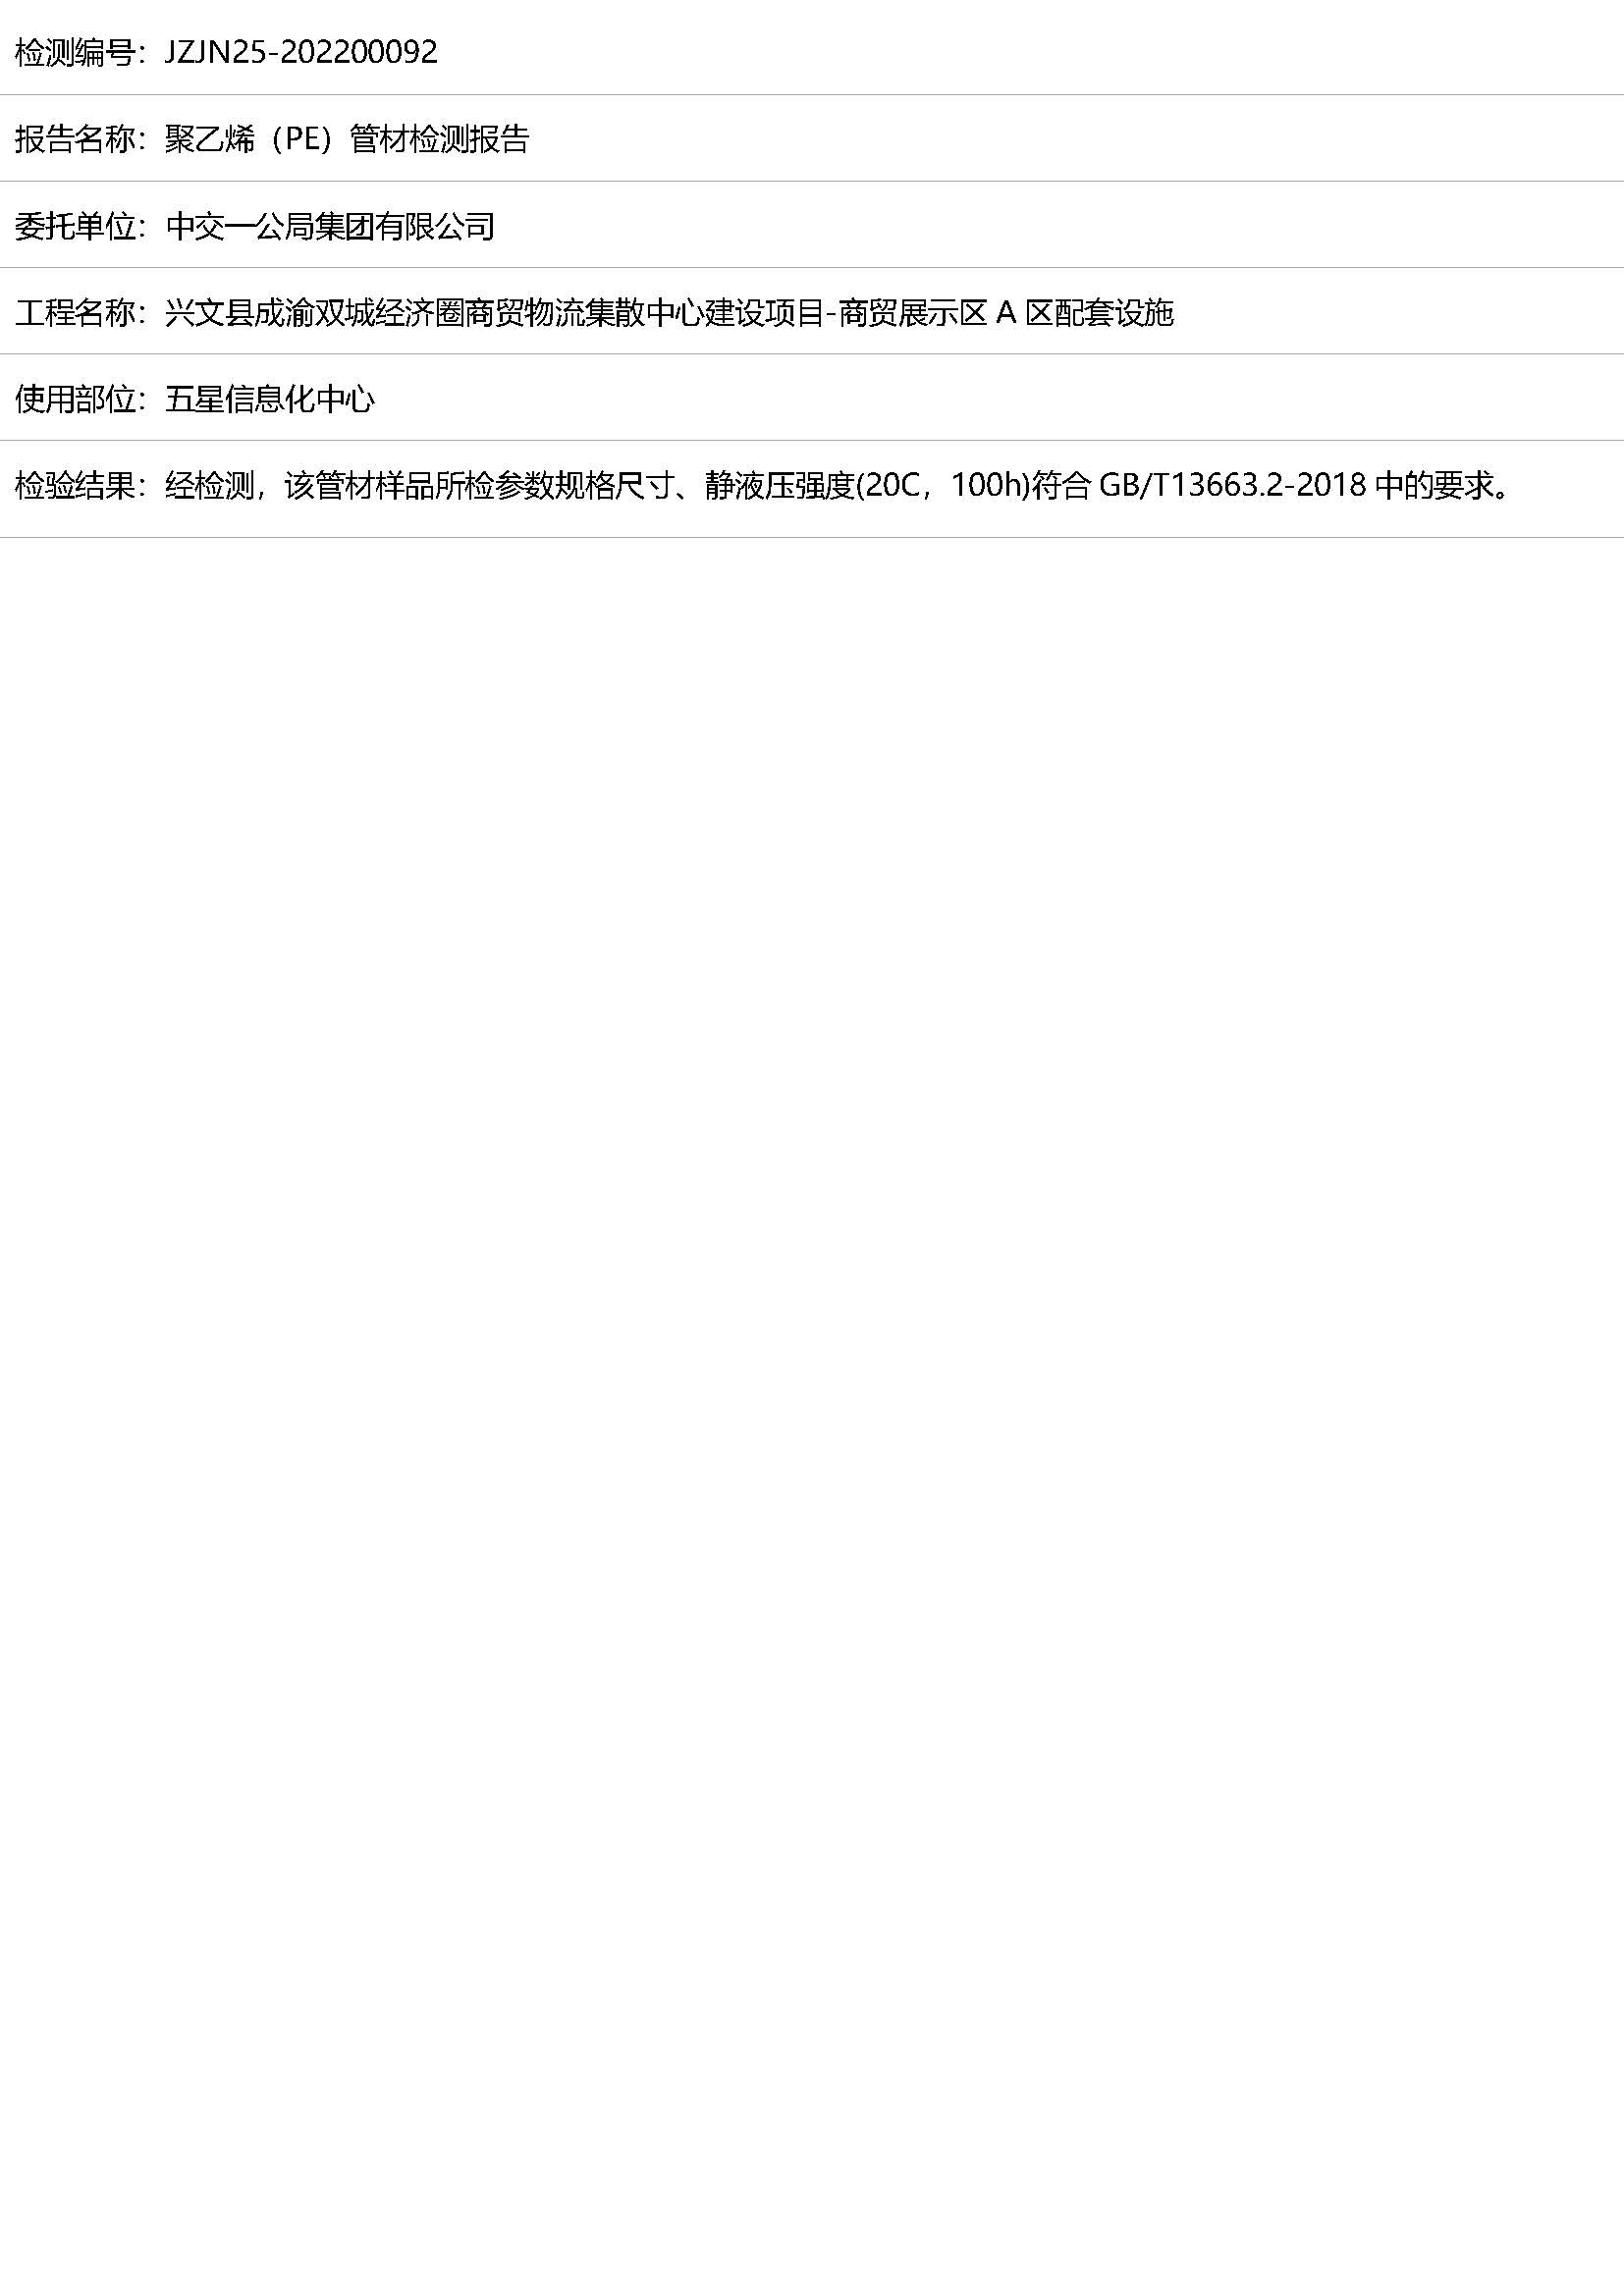 检测编号：JZJN25-202200092
报告名称：聚乙烯（PE）管材检测报告
委托单位：中交一公局集团有限公司
工程名称：兴文县成渝双城经济圈商贸物流集散中心建设项目-商贸展示区 A 区配套设施
使用部位：五星信息化中心
检验结果：经检测，该管材样品所检参数规格尺寸、静液压强度(20C，100h)符合 GB/T13663.2-2018 中的要求。